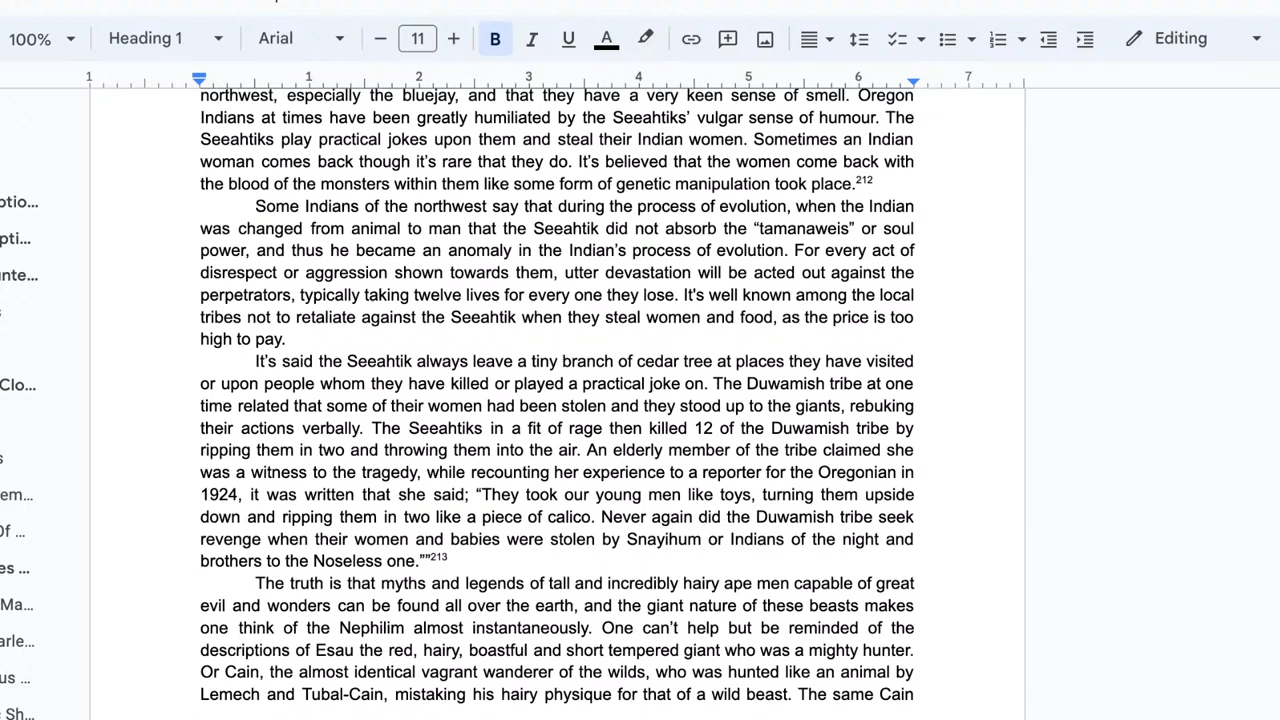 100%
Heading 1
Arial
11
B
I
U
A
Editing
1
1
2
3
4
5
6
7
northwest, especially the bluejay, and that they have a very keen sense of smell. Oregon
Indians at times have been greatly humiliated by the Seeahtiks’ vulgar sense of humour. The
Seeahtiks play practical jokes upon them and steal their Indian women. Sometimes an Indian
woman comes back though it’s rare that they do. It’s believed that the women come back with
the blood of the monsters within them like some form of genetic manipulation took place.212
Some Indians of the northwest say that during the process of evolution, when the Indian
was changed from animal to man that the Seeahtik did not absorb the “tamanaweis” or soul
power, and thus he became an anomaly in the Indian’s process of evolution. For every act of
disrespect or aggression shown towards them, utter devastation will be acted out against the
perpetrators, typically taking twelve lives for every one they lose. It's well known among the local
tribes not to retaliate against the Seeahtik when they steal women and food, as the price is too
high to pay.
It’s said the Seeahtik always leave a tiny branch of cedar tree at places they have visited
or upon people whom they have killed or played a practical joke on. The Duwamish tribe at one
time related that some of their women had been stolen and they stood up to the giants, rebuking
their actions verbally. The Seeahtiks in a fit of rage then killed 12 of the Duwamish tribe by
ripping them in two and throwing them into the air. An elderly member of the tribe claimed she
was a witness to the tragedy, while recounting her experience to a reporter for the Oregonian in
1924, it was written that she said; “They took our young men like toys, turning them upside
down and ripping them in two like a piece of calico. Never again did the Duwamish tribe seek
revenge when their women and babies were stolen by Snayihum or Indians of the night and
brothers to the Noseless one.””213
The truth is that myths and legends of tall and incredibly hairy ape men capable of great
evil and wonders can be found all over the earth, and the giant nature of these beasts makes
one think of the Nephilim almost instantaneously. One can’t help but be reminded of the
descriptions of Esau the red, hairy, boastful and short tempered giant who was a mighty hunter.
Or Cain, the almost identical vagrant wanderer of the wilds, who was hunted like an animal by
Lemech and Tubal-Cain, mistaking his hairy physique for that of a wild beast. The same Cain
ptio...
pti...
unte...
s
Clo...
s
em...
Of ...
es ...
Ma...
arle...
us ...
c Sh...